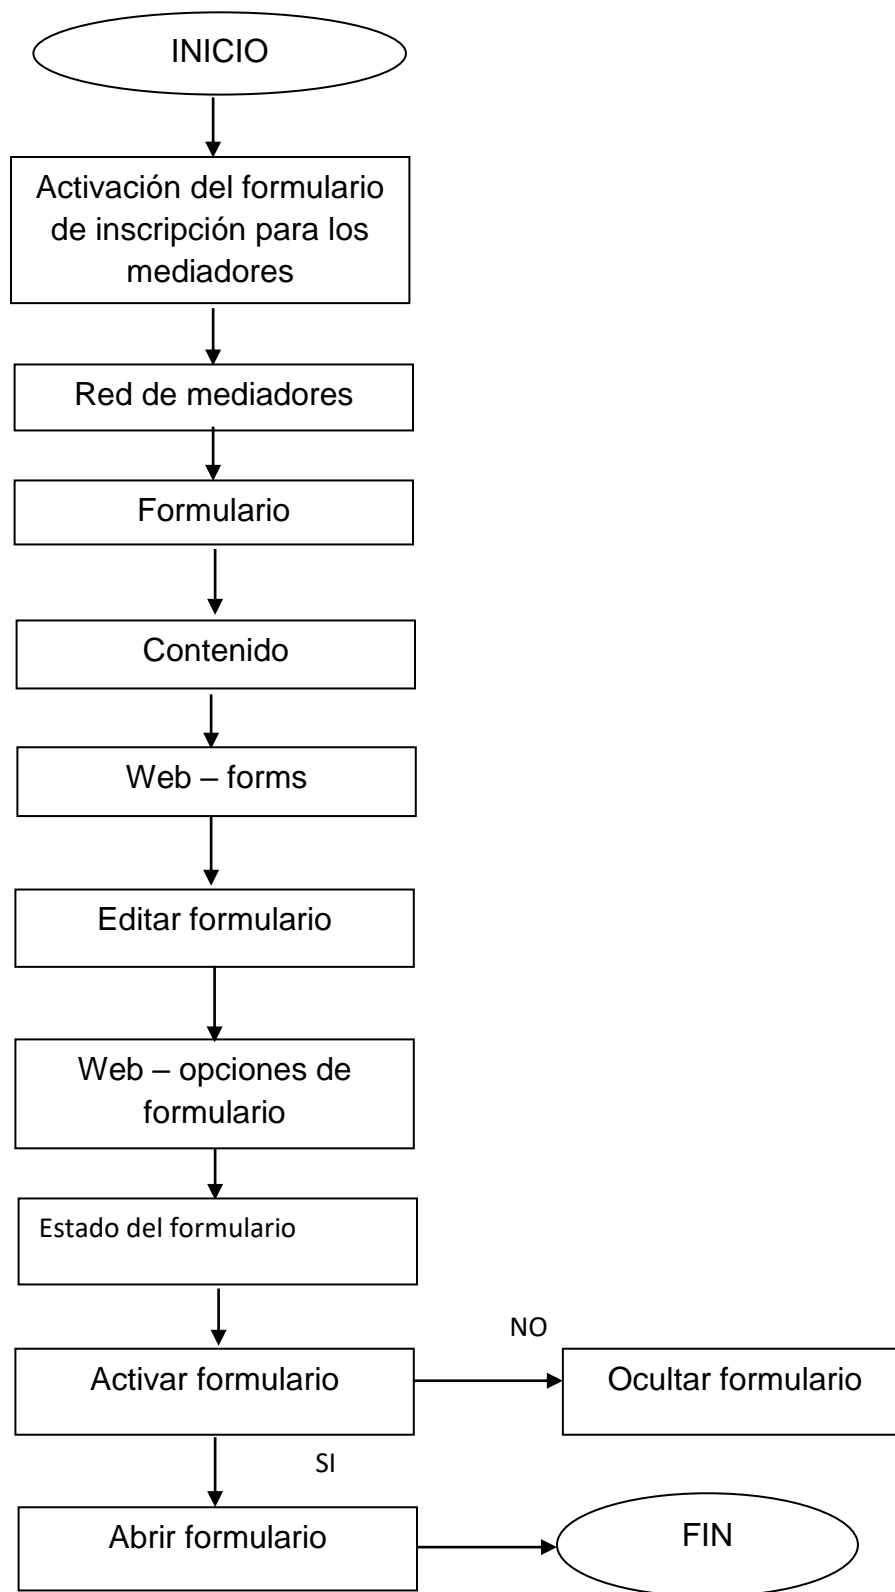 INICIO
Activación del formulario
de inscripción para los
mediadores
Red de mediadores
Formulario
Contenido
Web – forms
Editar formulario
Web – opciones de
formulario
Estado del formulario
NO
Activar formulario
Ocultar formulario
SI
Abrir formulario
FIN